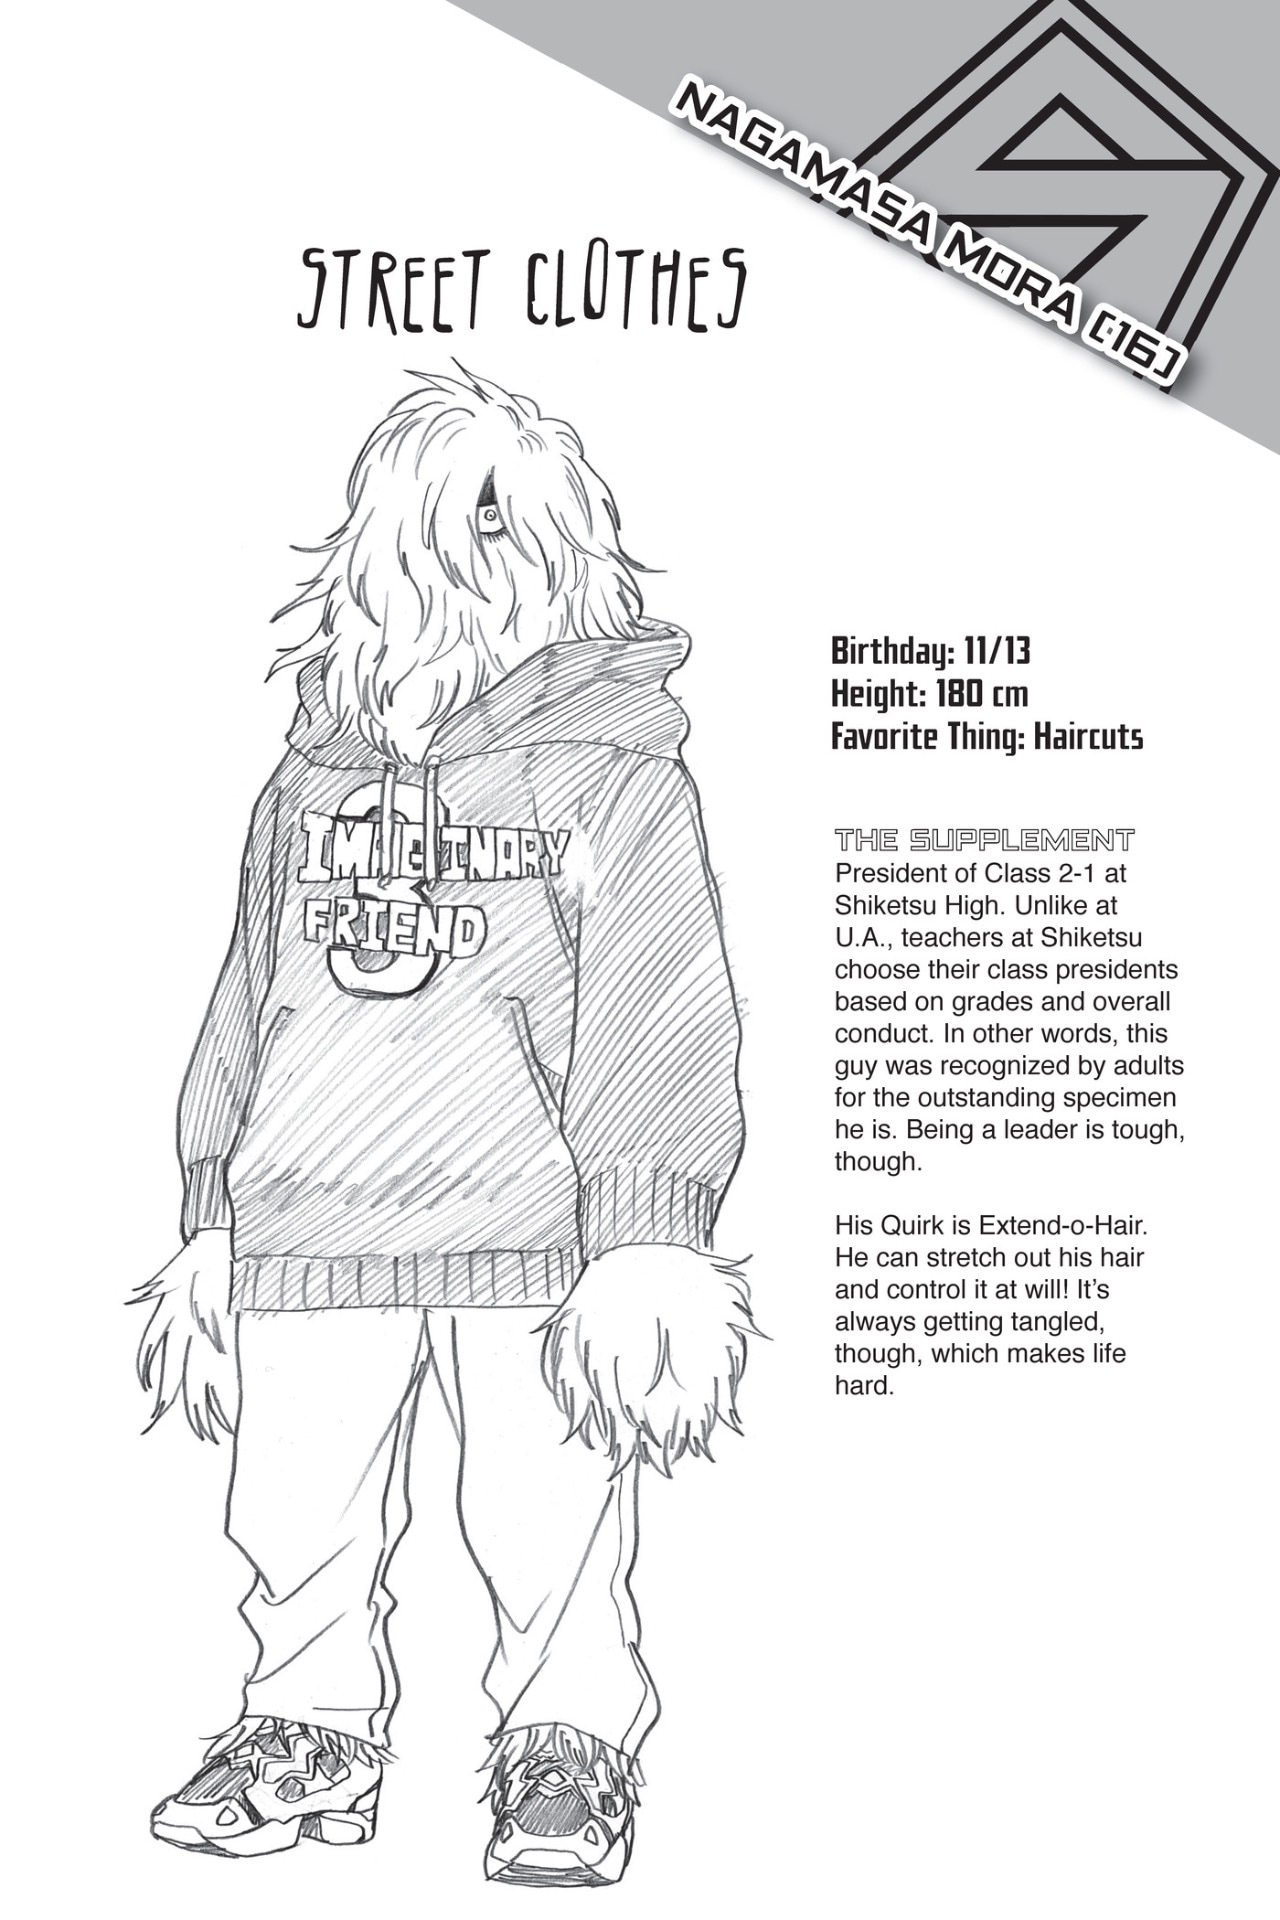 NAGAMASA MORA (16)
STREET CLOTHES
IMAGINARY
FRIEND
3
Birthday: 11/13
Height: 180 cm
Favorite Thing: Haircuts
THE SUPPLEMENT
President of Class 2-1 at
Shiketsu High. Unlike at
U.A., teachers at Shiketsu
choose their class presidents
based on grades and overall
conduct. In other words, this
guy was recognized by adults
for the outstanding specimen
he is. Being a leader is tough,
though.
His Quirk is Extend-o-Hair.
He can stretch out his hair
and control it at will! It’s
always getting tangled,
though, which makes life
hard.